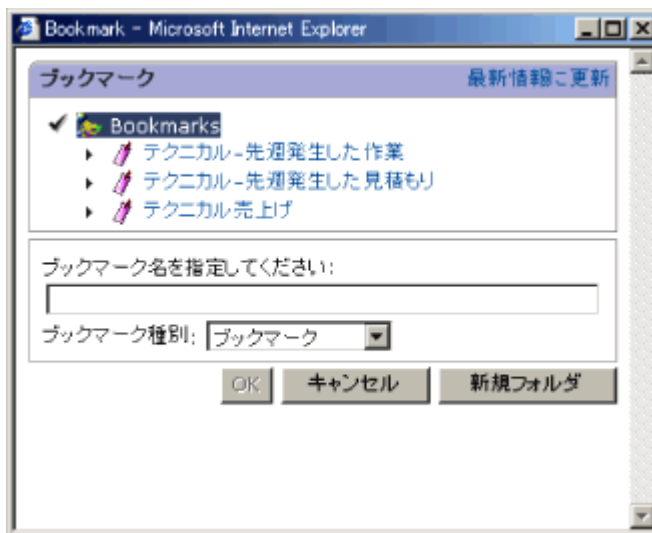 Bookmark - Microsoft Internet Explorer
ブックマーク 最新情報に更新
Bookmarks
テクニカル-先週発生した作業
テクニカル-先週発生した見積もり
テクニカル売上げ
ブックマーク名を指定してください:
ブックマーク種別: ブックマーク
OK キャンセル 新規フォルダ